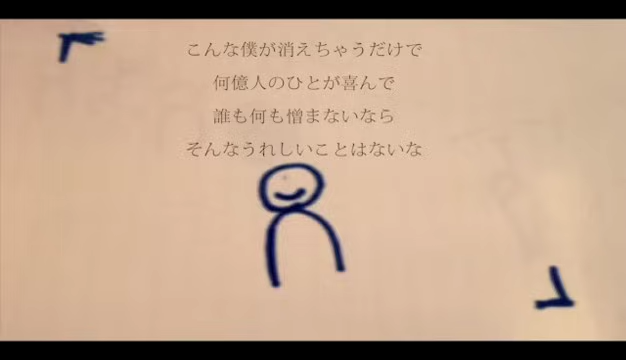 こんな僕が消えちゃうだけで
何億人のひとが喜んで
誰も何も憎まないなら
そんなうれしいことはないな